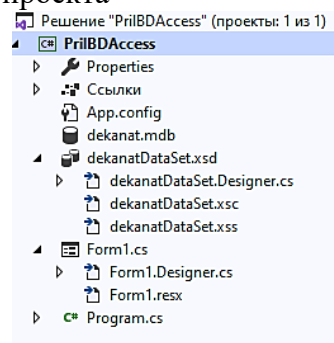 проекта
Решение "PrilBDAccess" (проекты: 1 из 1)
C# PrilBDAccess
Properties
Ссылки
App.config
dekanat.mdb
dekanatDataSet.xsd
dekanatDataSet.Designer.cs
dekanatDataSet.xsc
dekanatDataSet.xss
Form1.cs
Form1.Designer.cs
Form1.resx
C# Program.cs